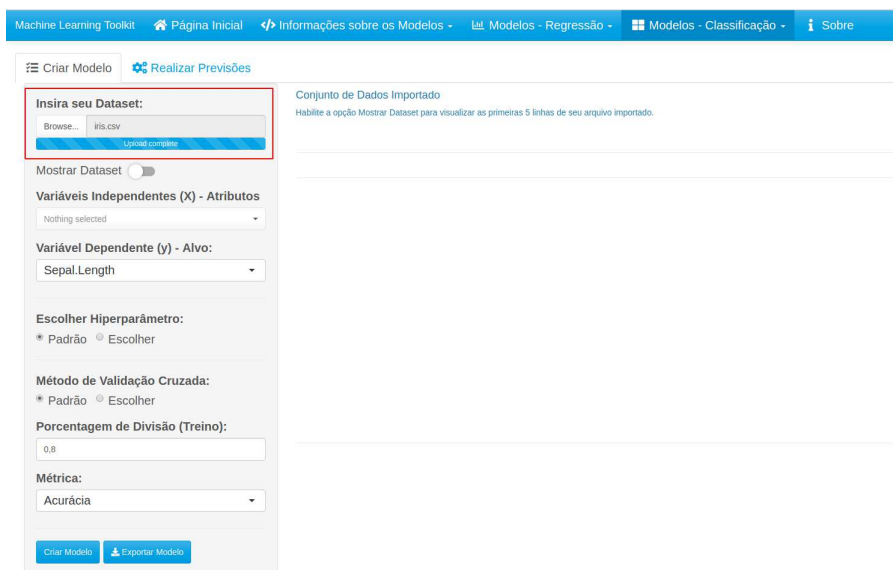 Machine Learning Toolkit Página Inicial </> Informações sobre os Modelos Modelos - Regressão Modelos - Classificação Sobre
Criar Modelo Realizar Previsões
Insira seu Dataset:
Browse... iris.csv
Upload complete
Mostrar Dataset
Variáveis Independentes (X) - Atributos
Nothing selected
Variável Dependente (y) - Alvo:
Sepal.Length
Escolher Hiperparâmetro:
Padrão Escolher
Método de Validação Cruzada:
Padrão Escolher
Porcentagem de Divisão (Treino):
0,8
Métrica:
Acurácia
Criar Modelo Exportar Modelo
Conjunto de Dados Importado
Habilite a opção Mostrar Dataset para visualizar as primeiras 5 linhas de seu arquivo importado.